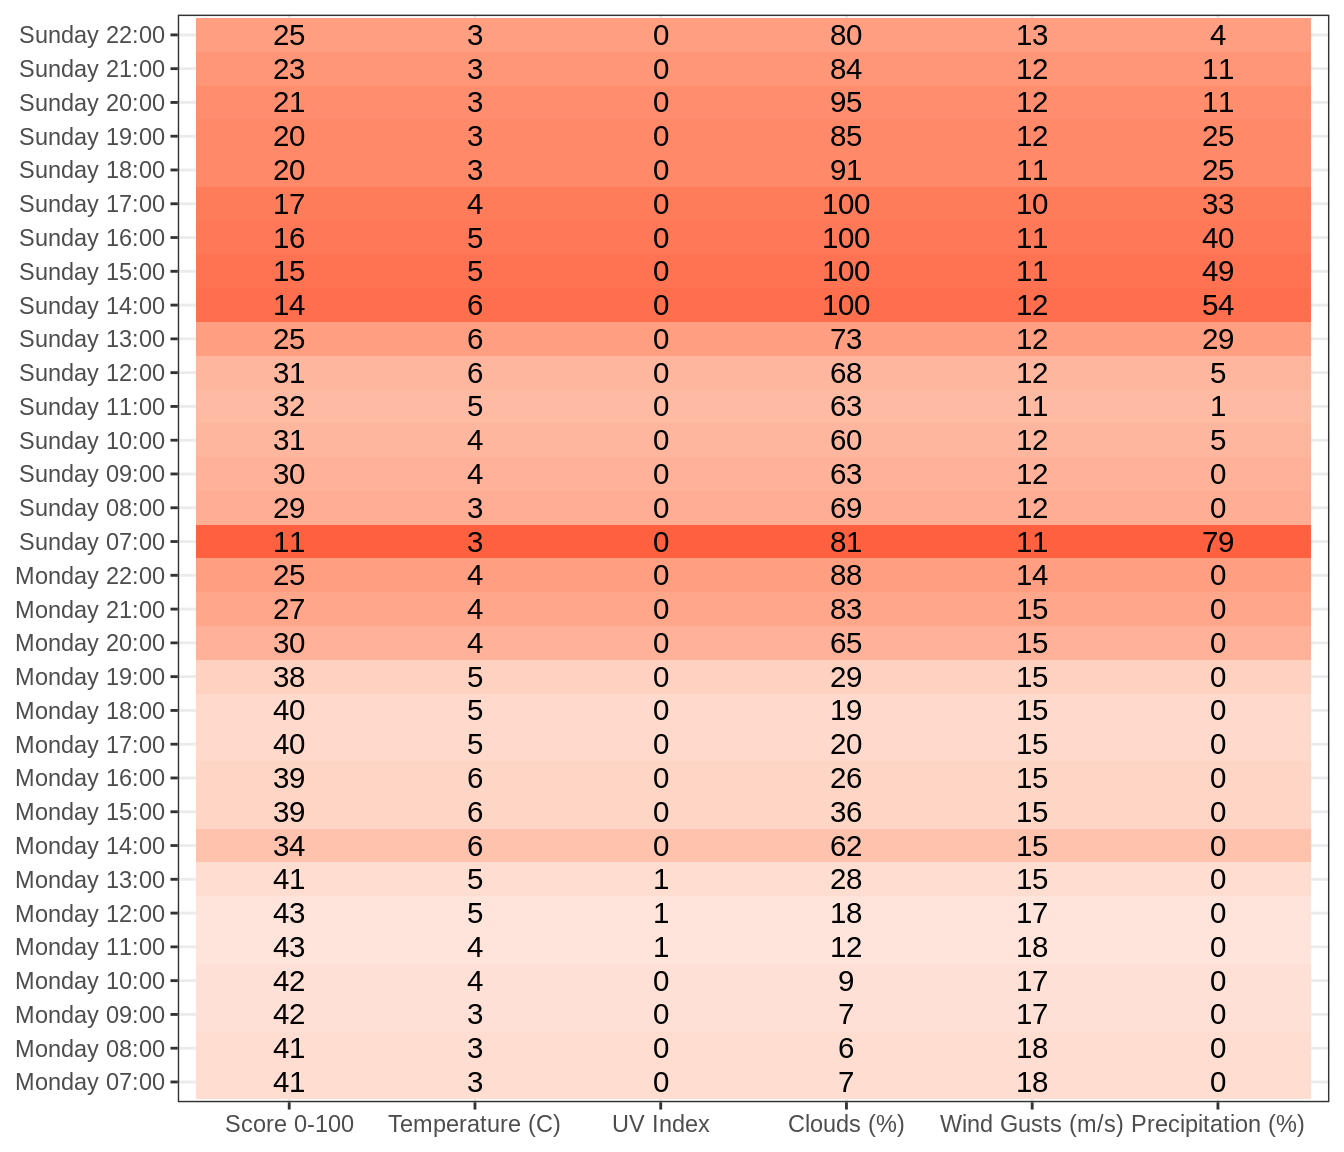 Sunday 22:00 25 3 0 80 13 4
Sunday 21:00 23 3 0 84 12 11
Sunday 20:00 21 3 0 95 12 11
Sunday 19:00 20 3 0 85 12 25
Sunday 18:00 20 3 0 91 11 25
Sunday 17:00 17 4 0 100 10 33
Sunday 16:00 16 5 0 100 11 40
Sunday 15:00 15 5 0 100 11 49
Sunday 14:00 14 6 0 100 12 54
Sunday 13:00 25 6 0 73 12 29
Sunday 12:00 31 6 0 68 12 5
Sunday 11:00 32 5 0 63 11 1
Sunday 10:00 31 4 0 60 12 5
Sunday 09:00 30 4 0 63 12 0
Sunday 08:00 29 3 0 69 12 0
Sunday 07:00 11 3 0 81 11 79
Monday 22:00 25 4 0 88 14 0
Monday 21:00 27 4 0 83 15 0
Monday 20:00 30 4 0 65 15 0
Monday 19:00 38 5 0 29 15 0
Monday 18:00 40 5 0 19 15 0
Monday 17:00 40 5 0 20 15 0
Monday 16:00 39 6 0 26 15 0
Monday 15:00 39 6 0 36 15 0
Monday 14:00 34 6 0 62 15 0
Monday 13:00 41 5 1 28 15 0
Monday 12:00 43 5 1 18 17 0
Monday 11:00 43 4 1 12 18 0
Monday 10:00 42 4 0 9 17 0
Monday 09:00 42 3 0 7 17 0
Monday 08:00 41 3 0 6 18 0
Monday 07:00 41 3 0 7 18 0
Score 0-100 Temperature (C) UV Index Clouds (%) Wind Gusts (m/s) Precipitation (%)